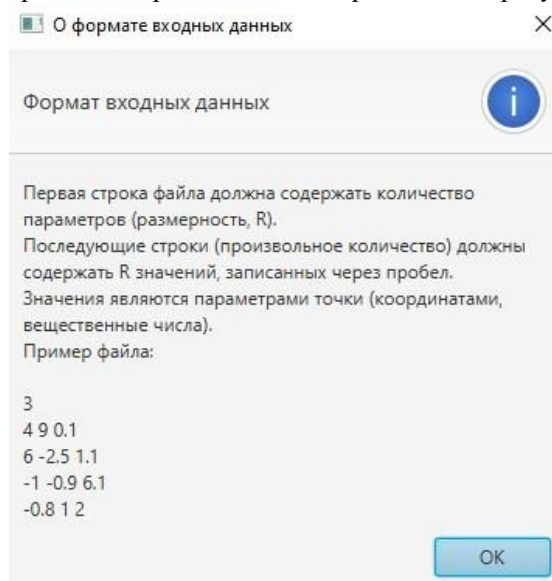 О формате входных данных
Формат входных данных
Первая строка файла должна содержать количество
параметров (размерность, R).
Последующие строки (произвольное количество) должны
содержать R значений, записанных через пробел.
Значения являются параметрами точки (координатами,
вещественные числа).
Пример файла:
3
4 9 0.1
6 -2.5 1.1
-1 -0.9 6.1
-0.8 1 2
OK